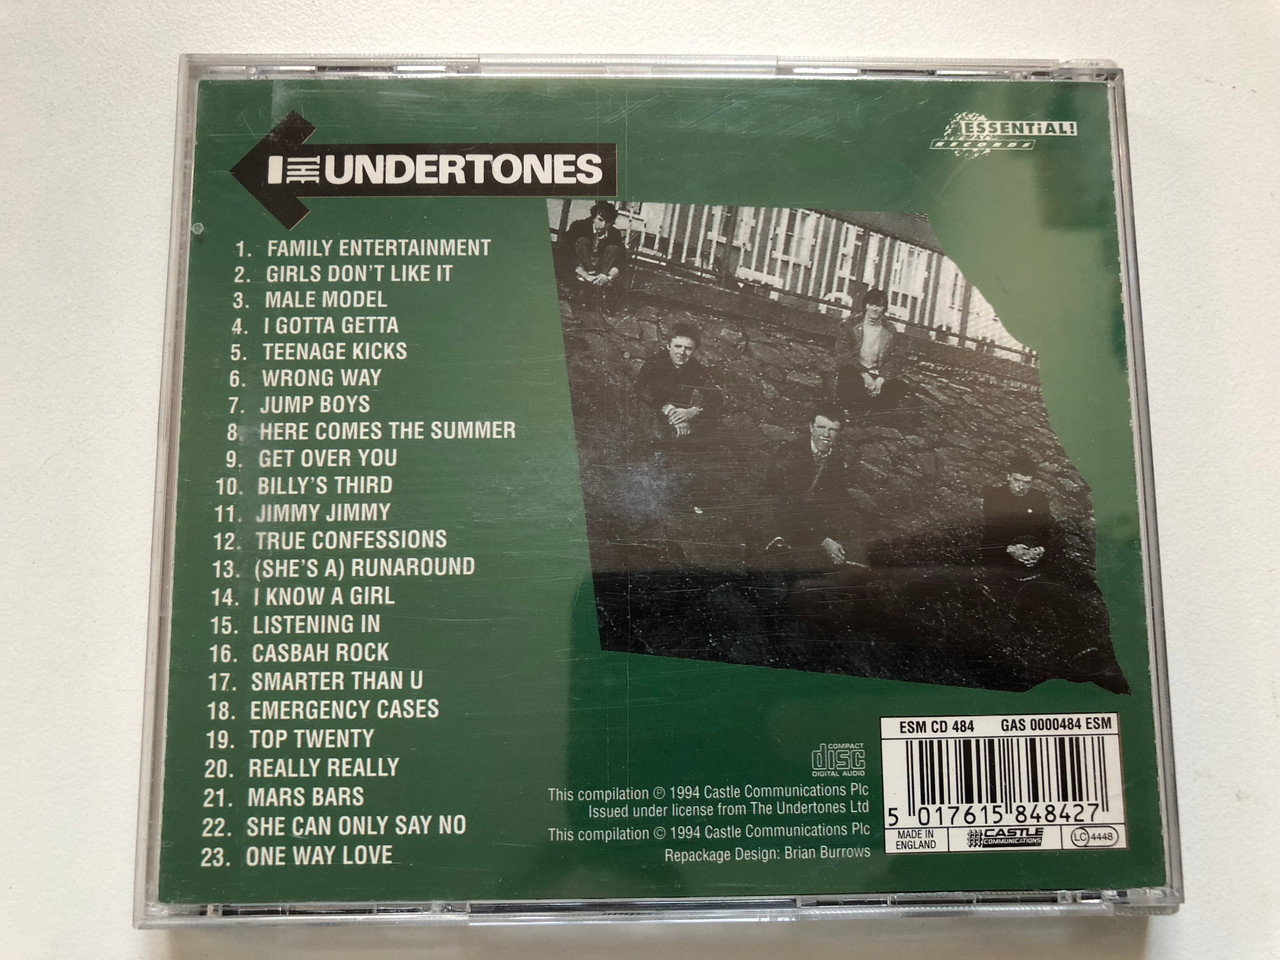 THE UNDERTONES
ESSENTiAL!
RECORDS
1. FAMILY ENTERTAINMENT
2. GIRLS DON'T LIKE IT
3. MALE MODEL
4. I GOTTA GETTA
5. TEENAGE KICKS
6. WRONG WAY
7. JUMP BOYS
8. HERE COMES THE SUMMER
9. GET OVER YOU
10. BILLY'S THIRD
11. JIMMY JIMMY
12. TRUE CONFESSIONS
13. (SHE'S A) RUNAROUND
14. I KNOW A GIRL
15. LISTENING IN
16. CASBAH ROCK
17. SMARTER THAN U
18. EMERGENCY CASES
19. TOP TWENTY
20. REALLY REALLY
21. MARS BARS
22. SHE CAN ONLY SAY NO
23. ONE WAY LOVE
COMPACT
disc
DIGITAL AUDIO
This compilation ℗ 1994 Castle Communications Plc
Issued under license from The Undertones Ltd
This compilation © 1994 Castle Communications Plc
Repackage Design: Brian Burrows
ESM CD 484 GAS 0000484 ESM
5 017615 848427
MADE IN
ENGLAND
CASTLE
COMMUNICATIONS
LC 4448